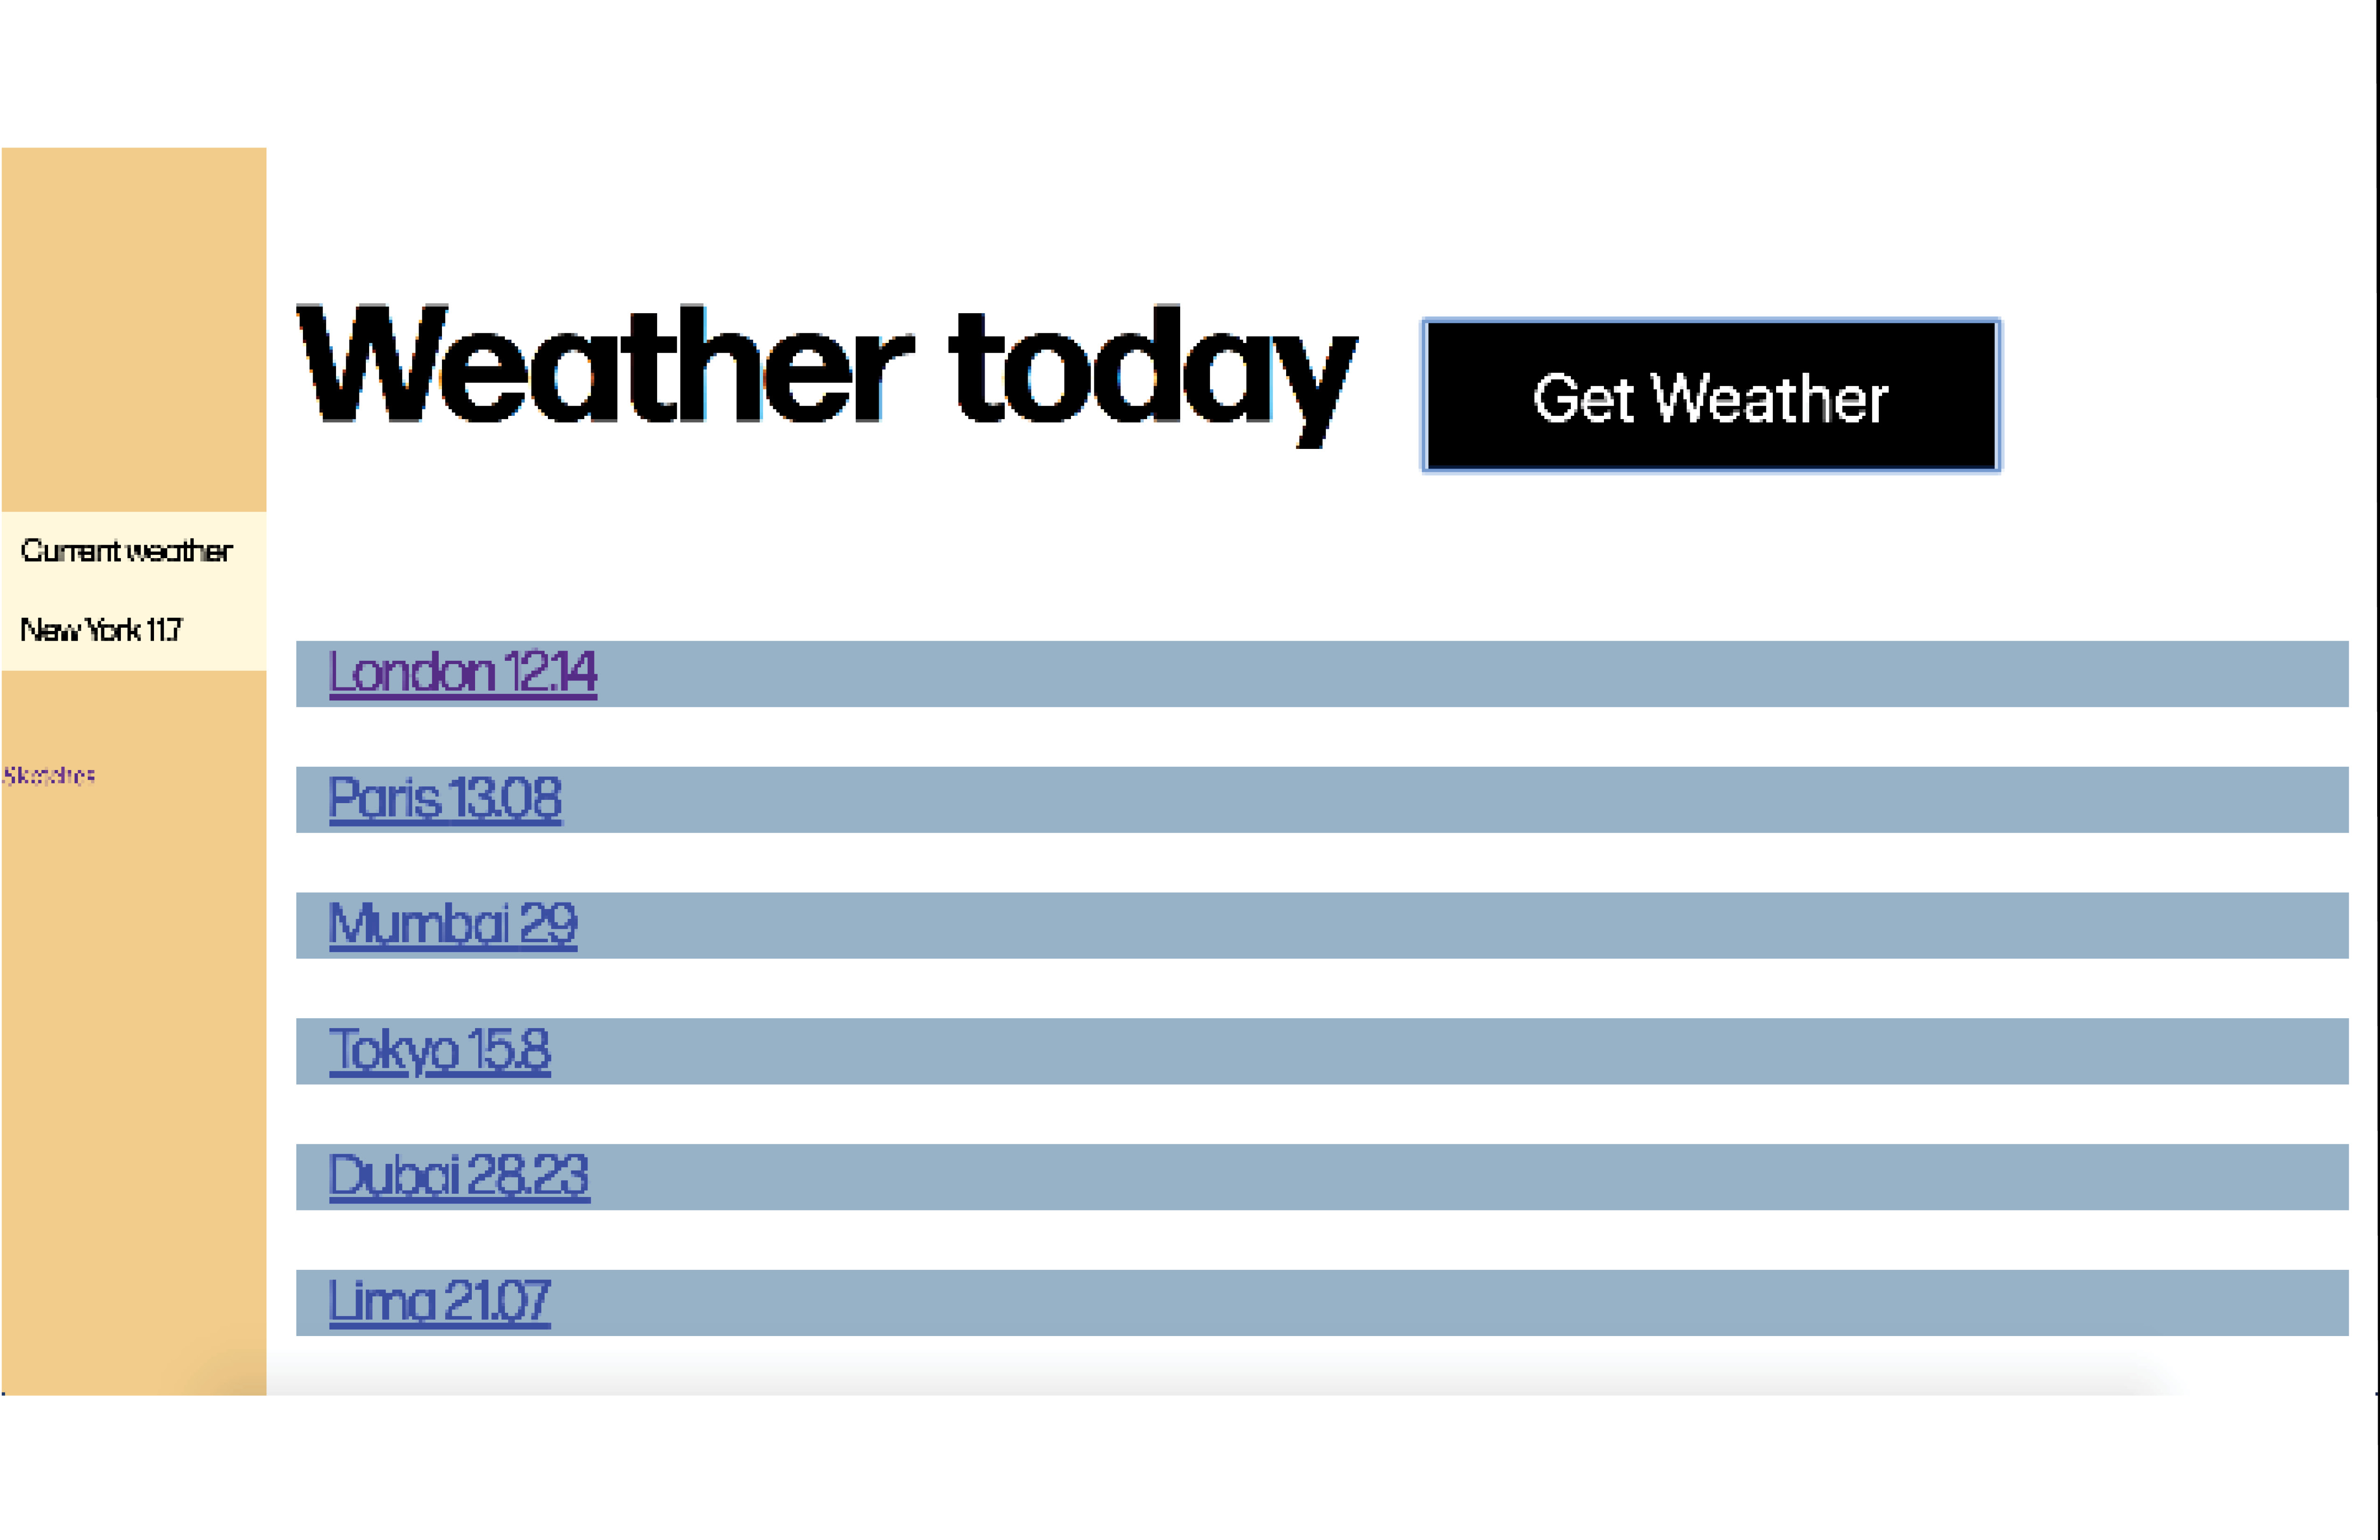 Weather today
Get Weather
Current weather
New York 11.7
London 12.14
Paris 13.08
Mumbai 29
Tokyo 15.8
Dubai 28.23
Lima 21.07
Sketches